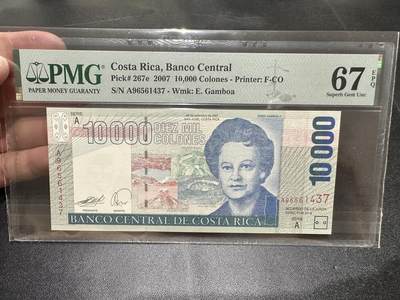 PMG
PAPER MONEY GUARANTY
Costa Rica, Banco Central
Pick# 267e 2007 10,000 Colones - Printer: F-CO
S/N A96561437 - Wmk: E. Gamboa
67
EPQ
Superb Gem Unc
SERIE
A
10000
DIEZ MIL
COLONES
10000
A96561437
A96561437
BANCO CENTRAL DE COSTA RICA
SERIE
A